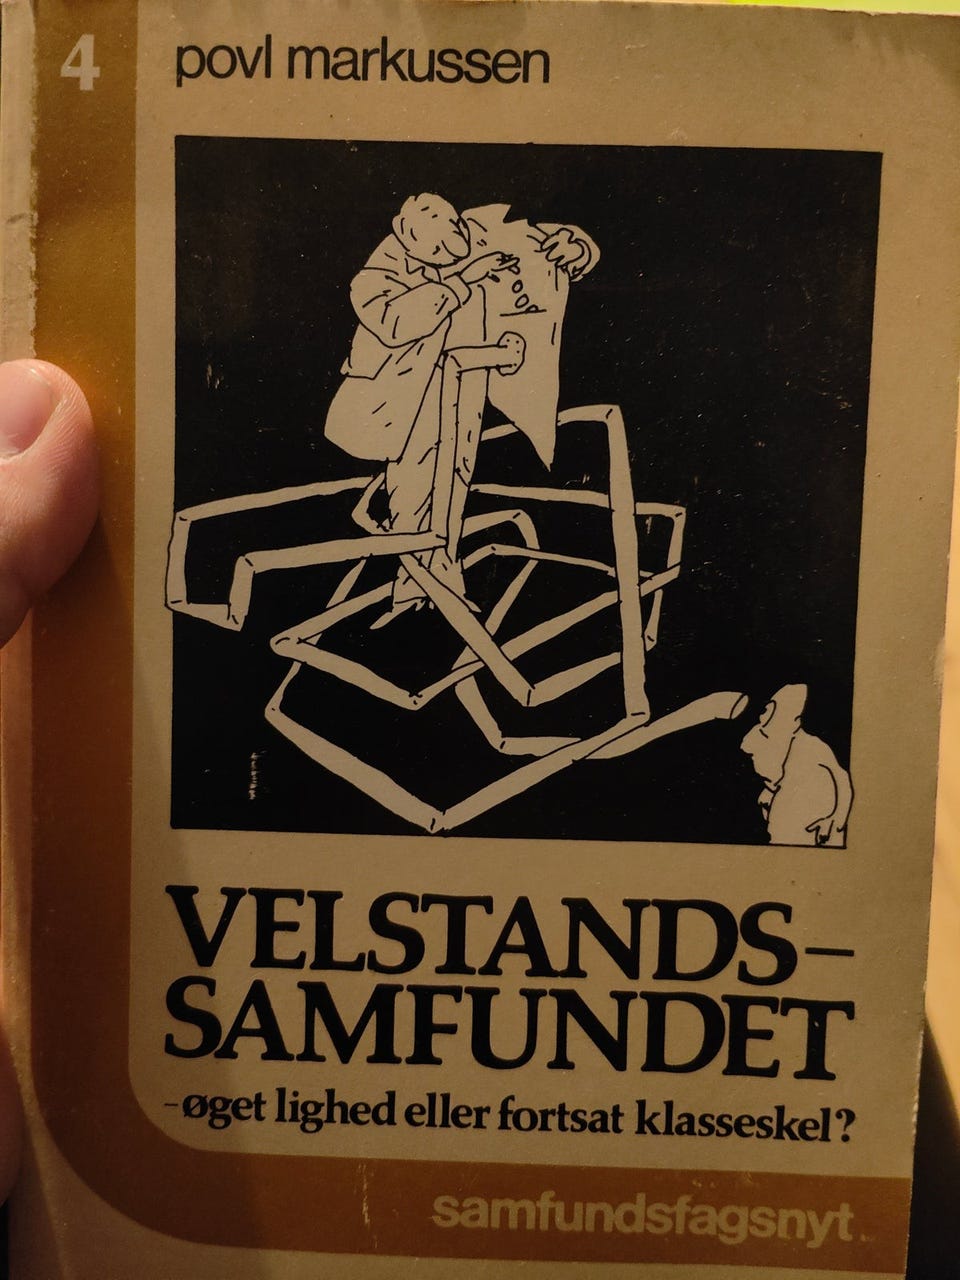 4
povl markussen
VELSTANDS-
SAMFUNDET
-øget lighed eller fortsat klasseskel?
samfundsfagsnyt